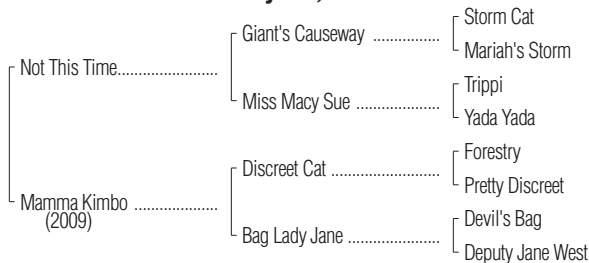 Storm Cat
Giant's Causeway ................
Mariah's Storm
Not This Time........................
Trippi
Miss Macy Sue ....................
Yada Yada
Forestry
Discreet Cat ..........................
Pretty Discreet
Mamma Kimbo ....................
(2009)
Devil's Bag
Bag Lady Jane ......................
Deputy Jane West